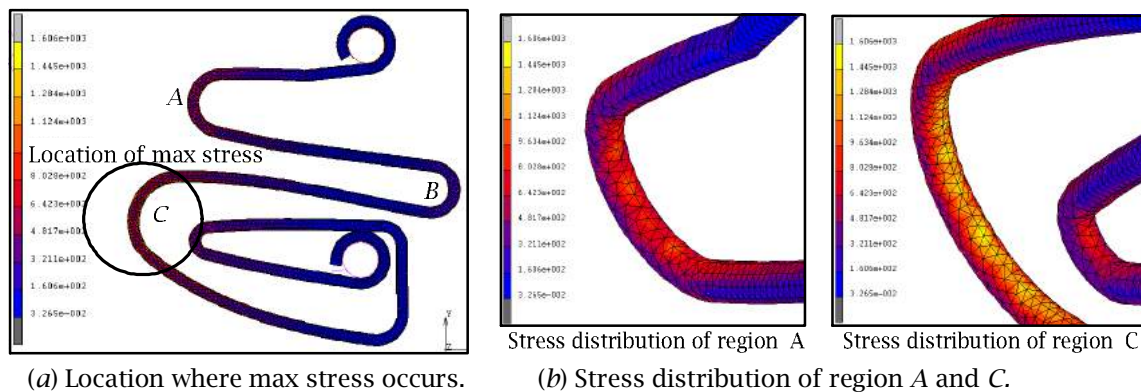 1.606e+003
1.445e+003
1.284e+003
1.124e+003
9.634e+002
8.028e+002
6.423e+002
4.817e+002
3.211e+002
1.606e+002
3.265e-002
A
Location of max stress
B
C
Y
Z
1.606e+003
1.445e+003
1.284e+003
1.124e+003
9.634e+002
8.028e+002
6.423e+002
4.817e+002
3.211e+002
1.606e+002
3.265e-002
Stress distribution of region A
1.606e+003
1.445e+003
1.284e+003
1.124e+003
9.634e+002
8.028e+002
6.423e+002
4.817e+002
3.211e+002
1.606e+002
3.265e-002
Stress distribution of region C
(a) Location where max stress occurs.
(b) Stress distribution of region A and C.